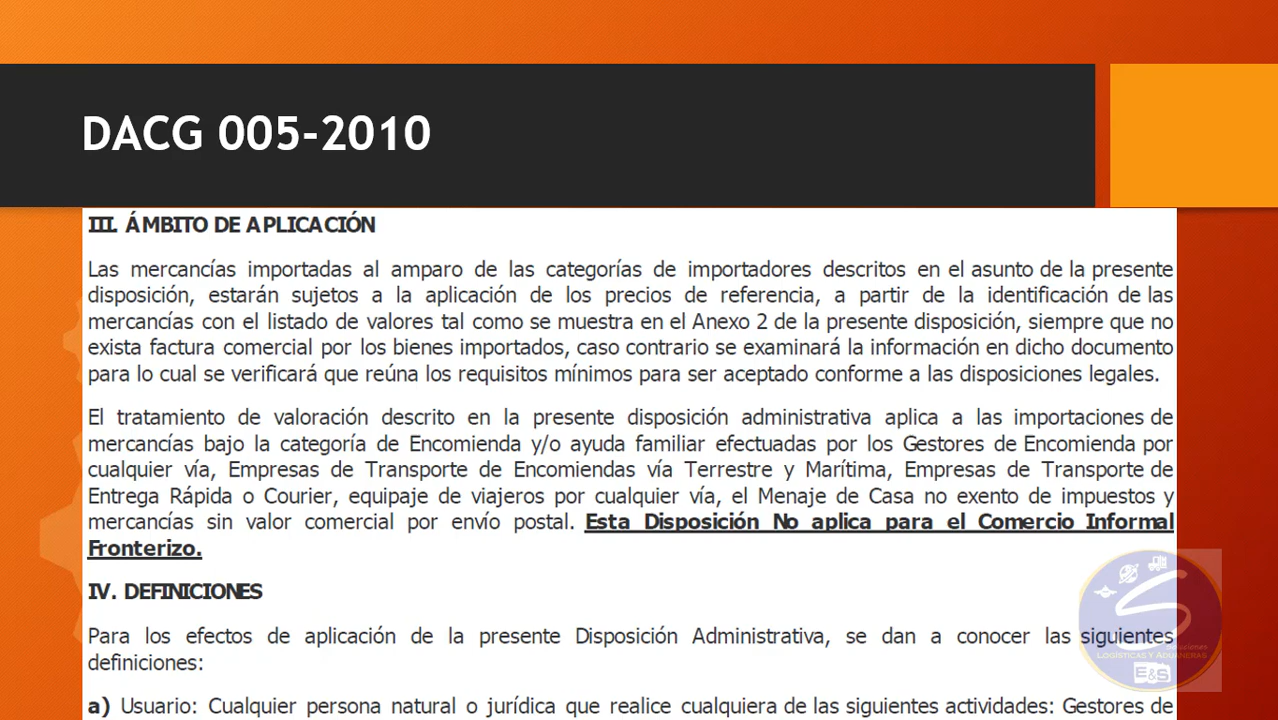 DACG 005-2010
III. ÁMBITO DE APLICACIÓN
Las mercancías importadas al amparo de las categorías de importadores descritos en el asunto de la presente
disposición, estarán sujetos a la aplicación de los precios de referencia, a partir de la identificación de las
mercancías con el listado de valores tal como se muestra en el Anexo 2 de la presente disposición, siempre que no
exista factura comercial por los bienes importados, caso contrario se examinará la información en dicho documento
para lo cual se verificará que reúna los requisitos mínimos para ser aceptado conforme a las disposiciones legales.
El tratamiento de valoración descrito en la presente disposición administrativa aplica a las importaciones de
mercancías bajo la categoría de Encomienda y/o ayuda familiar efectuadas por los Gestores de Encomienda por
cualquier vía, Empresas de Transporte de Encomiendas vía Terrestre y Marítima, Empresas de Transporte de
Entrega Rápida o Courier, equipaje de viajeros por cualquier vía, el Menaje de Casa no exento de impuestos y
mercancías sin valor comercial por envío postal. Esta Disposición No aplica para el Comercio Informal
Fronterizo.
IV. DEFINICIONES
Para los efectos de aplicación de la presente Disposición Administrativa, se dan a conocer las siguientes
definiciones:
a) Usuario: Cualquier persona natural o jurídica que realice cualquiera de las siguientes actividades: Gestores de
S
Soluciones
LOGÍSTICAS Y ADUANERAS
E&S